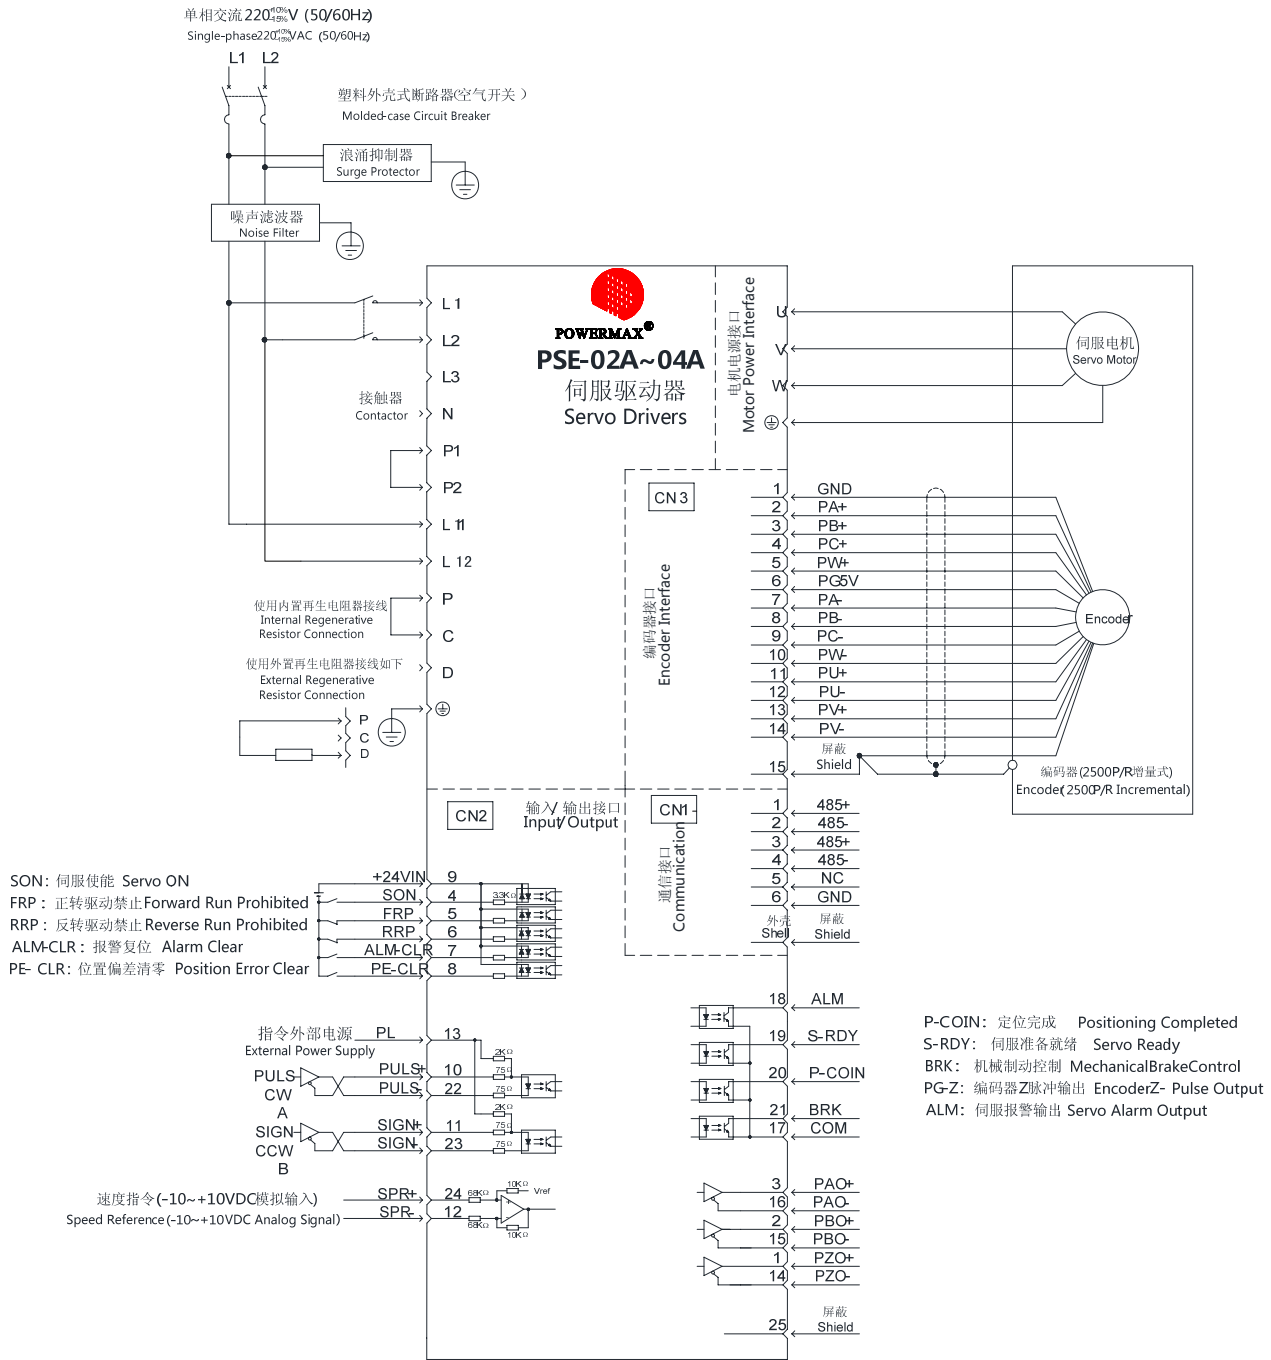 单相交流 220+10%-15%V (50/60Hz)
Single-phase220+10%-15%VAC (50/60Hz)
L1 L2
塑料外壳式断路器(空气开关 )
Molded-case Circuit Breaker
浪涌抑制器
Surge Protector
噪声滤波器
Noise Filter
POWERMAX®
PSE-02A~04A
伺服驱动器
Servo Drivers
L1
L2
L3
N
P1
P2
L11
L12
P
C
D
接触器
Contactor
使用内置再生电阻器接线
Internal Regenerative
Resistor Connection
使用外置再生电阻器接线如下
External Regenerative
Resistor Connection
P
C
D
电机电源接口
Motor Power Interface
U
V
W
伺服电机
Servo Motor
CN3
编码器接口
Encoder Interface
1 GND
2 PA+
3 PB+
4 PC+
5 PW+
6 PG5V
7 PA-
8 PB-
9 PC-
10 PW-
11 PU+
12 PU-
13 PV+
14 PV-
屏蔽
15 Shield
Encoder
编码器(2500P/R增量式)
Encoder(2500P/R Incremental)
CN2
输入/输出接口
Input/Output
CN1-
通信接口
Communication
1 485+
2 485-
3 485+
4 485-
5 NC
6 GND
外壳 屏蔽
Shell Shield
SON: 伺服使能 Servo ON
FRP: 正转驱动禁止Forward Run Prohibited
RRP: 反转驱动禁止Reverse Run Prohibited
ALM-CLR: 报警复位 Alarm Clear
PE-CLR: 位置偏差清零 Position Error Clear
+24VIN 9
SON 4 3.3KΩ
FRP 5
RRP 6
ALM-CLR 7
PE-CLR 8
指令外部电源 PL 13
External Power Supply
2KΩ
PULS PULS+ 10 75Ω
CW PULS- 22 75Ω
A
2KΩ
SIGN SIGN+ 11 75Ω
CCW SIGN- 23 75Ω
B
速度指令(-10~+10VDC模拟输入) SPR+ 24 68KΩ 10KΩ Vref
Speed Reference(-10~+10VDC Analog Signal) SPR- 12 68KΩ 10KΩ
18 ALM
19 S-RDY
20 P-COIN
21 BRK
17 COM
P-COIN: 定位完成 Positioning Completed
S-RDY: 伺服准备就绪 Servo Ready
BRK: 机械制动控制 MechanicalBrakeControl
PG-Z: 编码器Z脉冲输出 EncoderZ- Pulse Output
ALM: 伺服报警输出 Servo Alarm Output
3 PAO+
16 PAO-
2 PBO+
15 PBO-
1 PZO+
14 PZO-
屏蔽
25 Shield